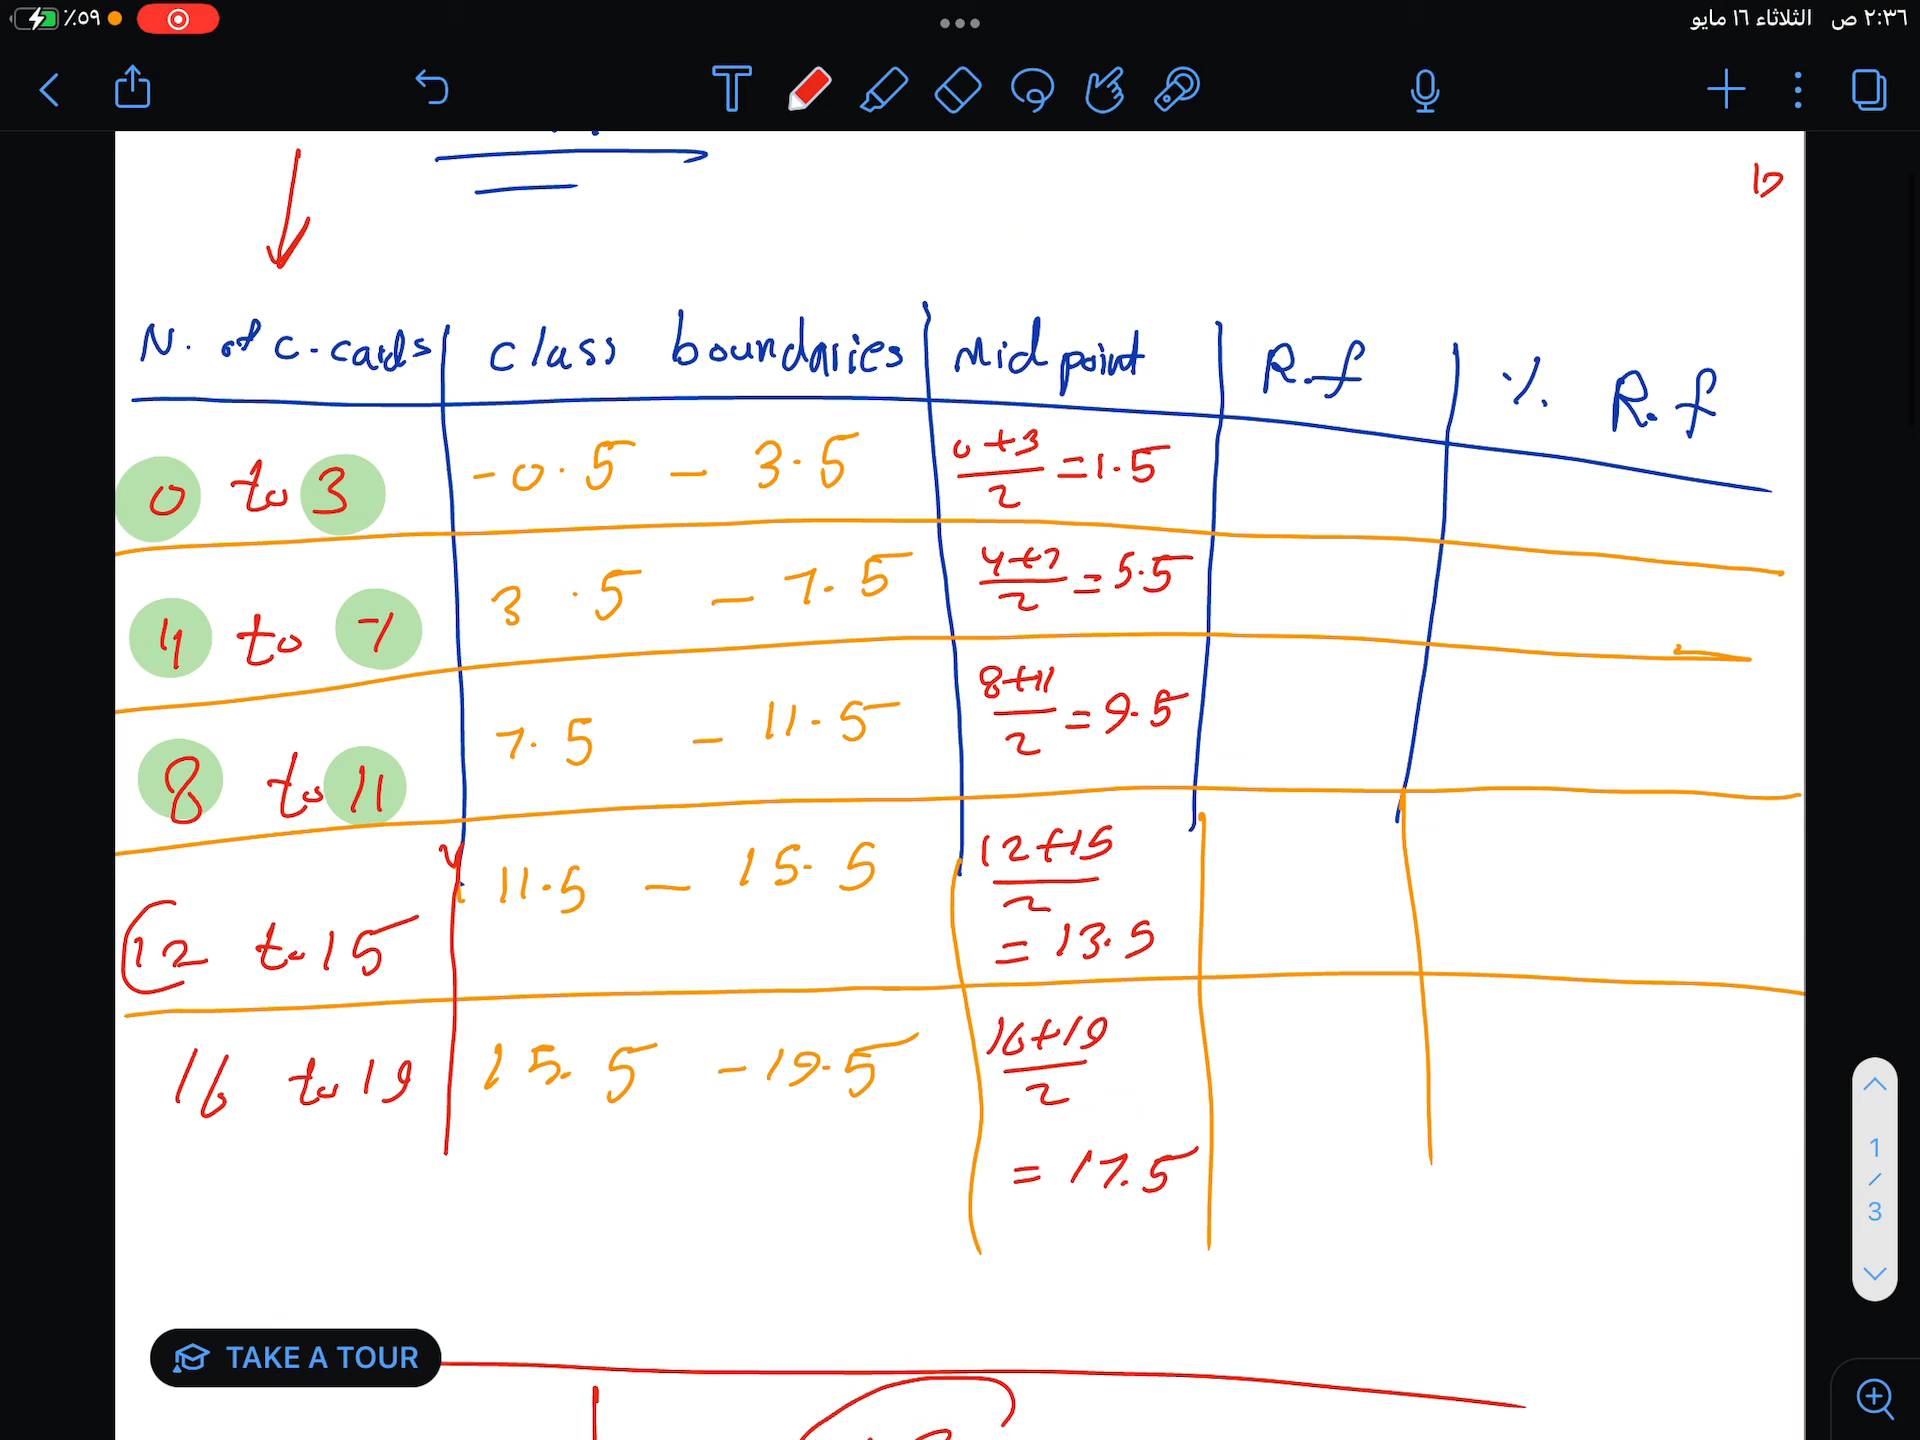 ٪٥٩
٢:٣٦ ص الثلاثاء ١٦ مايو
N. of c-cards class boundaries Mid point R.f % R.f
0 to 3 -0.5 - 3.5 0+3/2 = 1.5
4 to 7 3.5 - 7.5 4+7/2 = 5.5
8 to 11 7.5 - 11.5 8+11/2 = 9.5
12 to 15 11.5 - 15.5 12+15/2 = 13.5
16 to 19 15.5 - 19.5 16+19/2 = 17.5
1 / 3
TAKE A TOUR